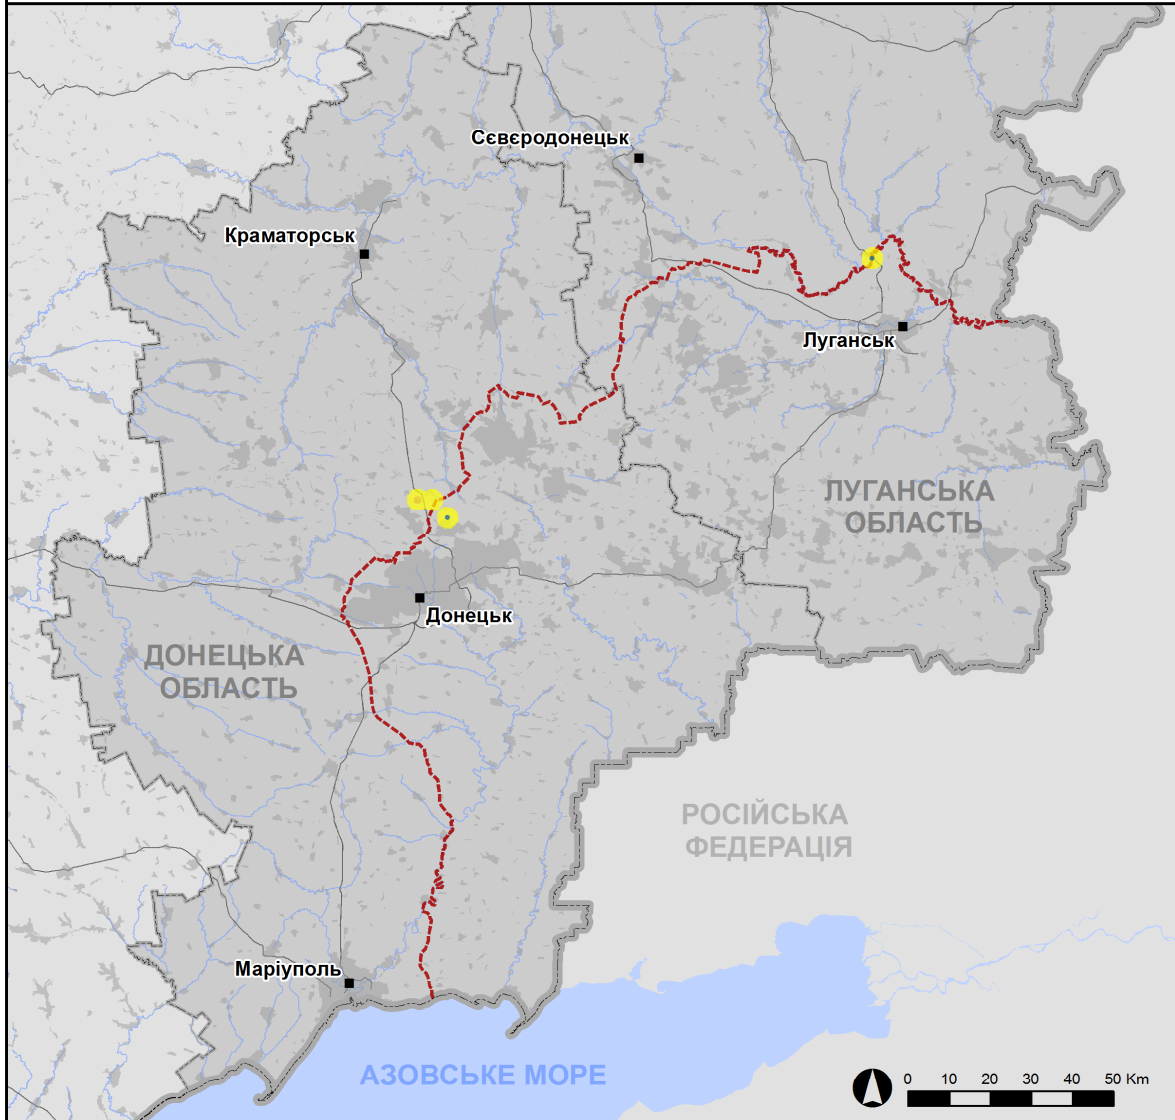 Сєвєродонецьк
Краматорськ
Луганськ
ЛУГАНСЬКА
ОБЛАСТЬ
Донецьк
ДОНЕЦЬКА
ОБЛАСТЬ
РОСІЙСЬКА
ФЕДЕРАЦІЯ
Маріуполь
АЗОВСЬКЕ МОРЕ
0 10 20 30 40 50 Km